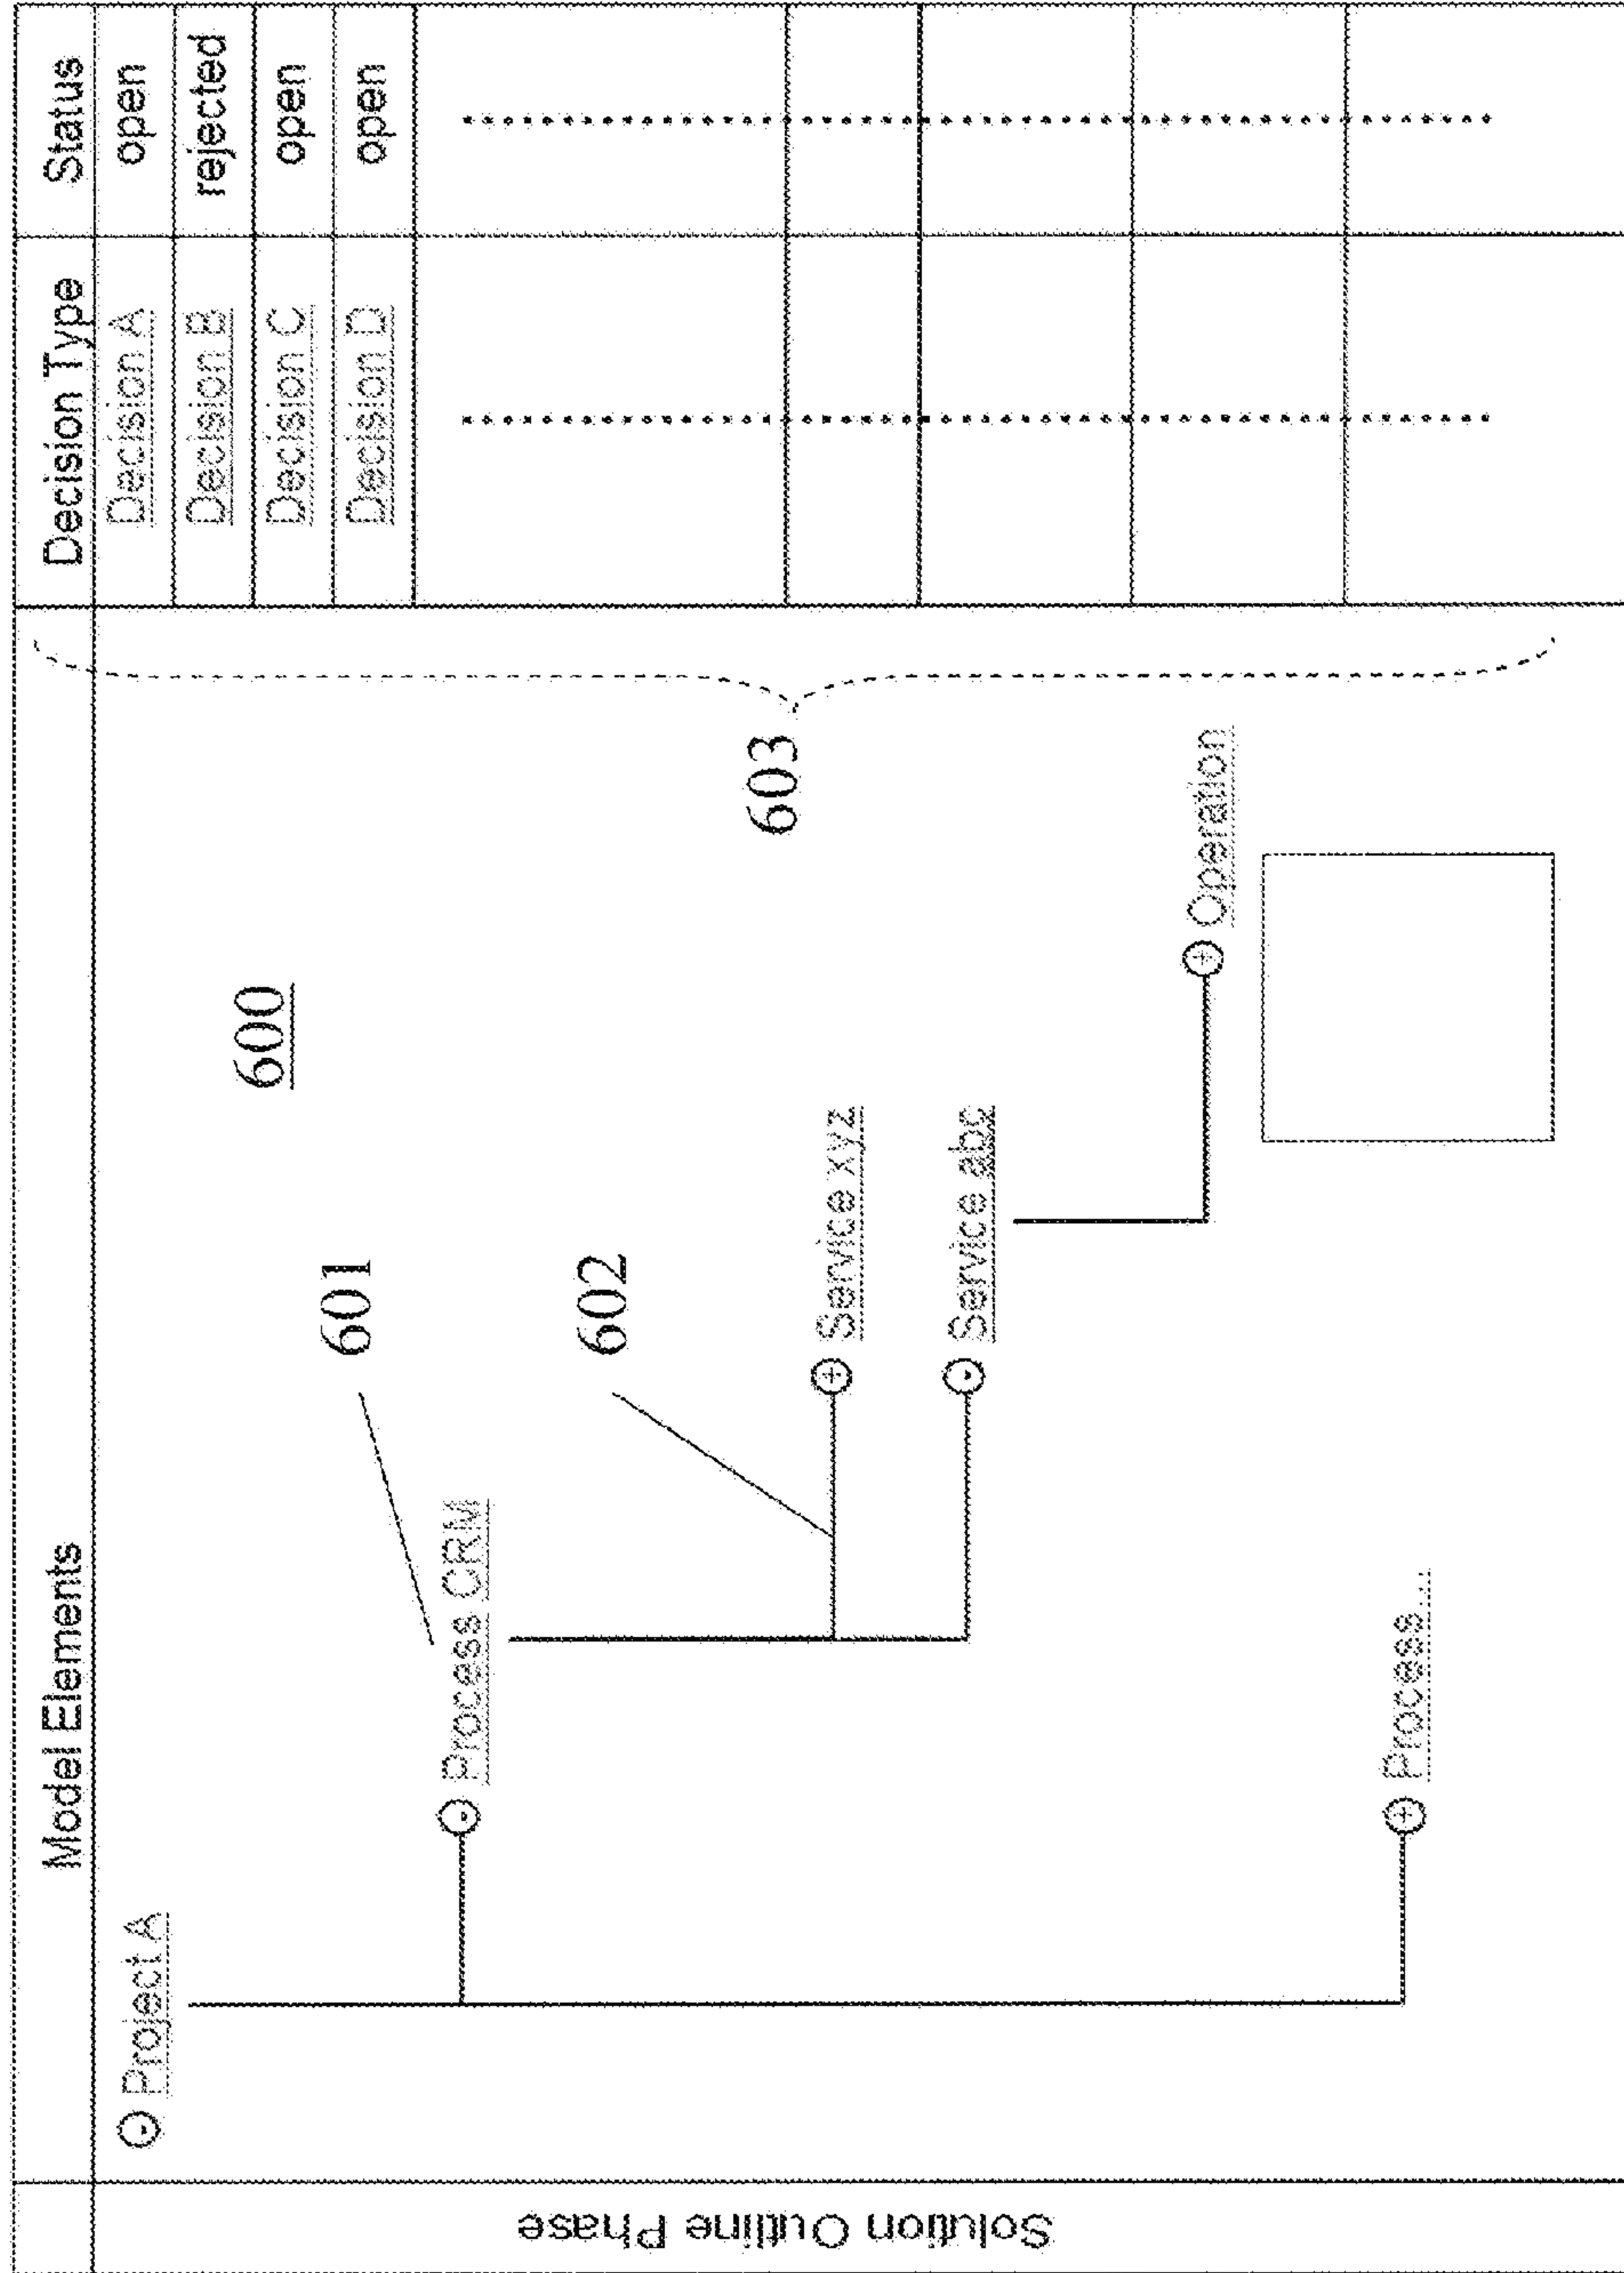 Model Elements
Decision Type
Status
Project A
Decision A
open
Decision B
rejected
600
Decision C
open
601
Decision D
open
Process CRM
602
603
Service xyz
Service abc
Operation
Process...
Solution Outline Phase